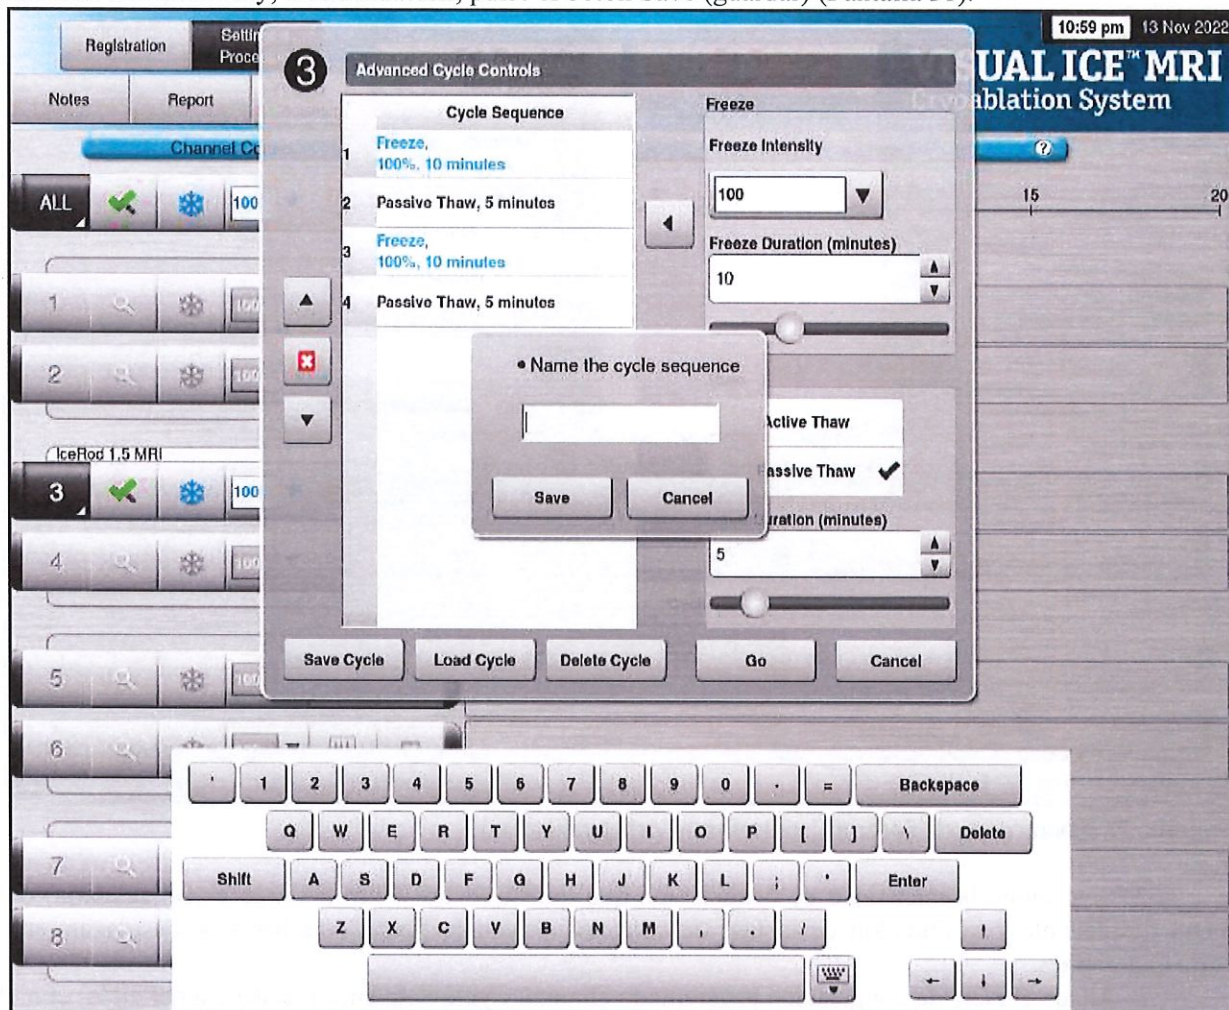 10:59 pm 13 Nov 2022
Registration
Notes
Report
UAL ICE™ MRI
ablation System
3
Advanced Cycle Controls
Cycle Sequence
1 Freeze,
100%, 10 minutes
2 Passive Thaw, 5 minutes
3 Freeze,
100%, 10 minutes
4 Passive Thaw, 5 minutes
Freeze
Freeze Intensity
100
Freeze Duration (minutes)
10
Active Thaw
Passive Thaw
(minutes)
5
• Name the cycle sequence
Save Cancel
Save Cycle Load Cycle Delete Cycle Go Cancel
Channel
?
15 20
ALL 100
1 100
2 100
IceRod 1.5 MRI
3 100
4 100
5 100
6
7
8
1 2 3 4 5 6 7 8 9 0 = Backspace
Q W E R T Y U I O P [ ] \ Delete
Shift A S D F G H J K L ; ' Enter
Z X C V B N M , . /